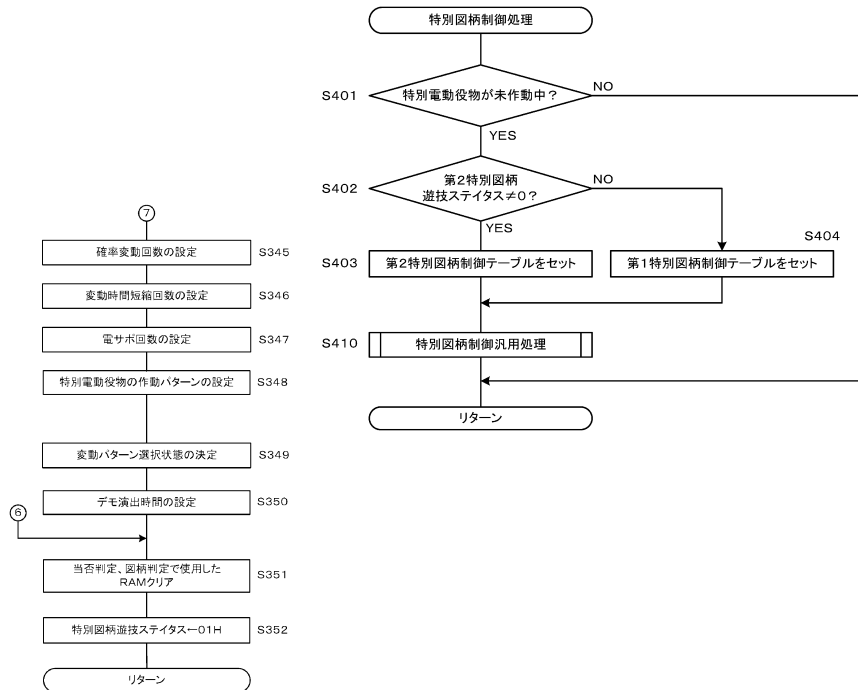 ⑦
確率変動回数の設定
S345
変動時間短縮回数の設定
S346
電サポ回数の設定
S347
特別電動役物の作動パターンの設定
S348
変動パターン選択状態の決定
S349
デモ演出時間の設定
S350
⑥
当否判定、図柄判定で使用した
RAMクリア
S351
特別図柄遊技ステイタス←01H
S352
リターン
特別図柄制御処理
S401
特別電動役物が未作動中？
NO
YES
S402
第2特別図柄
遊技ステイタス≠0？
NO
YES
S403
第2特別図柄制御テーブルをセット
S404
第1特別図柄制御テーブルをセット
S410
特別図柄制御汎用処理
リターン